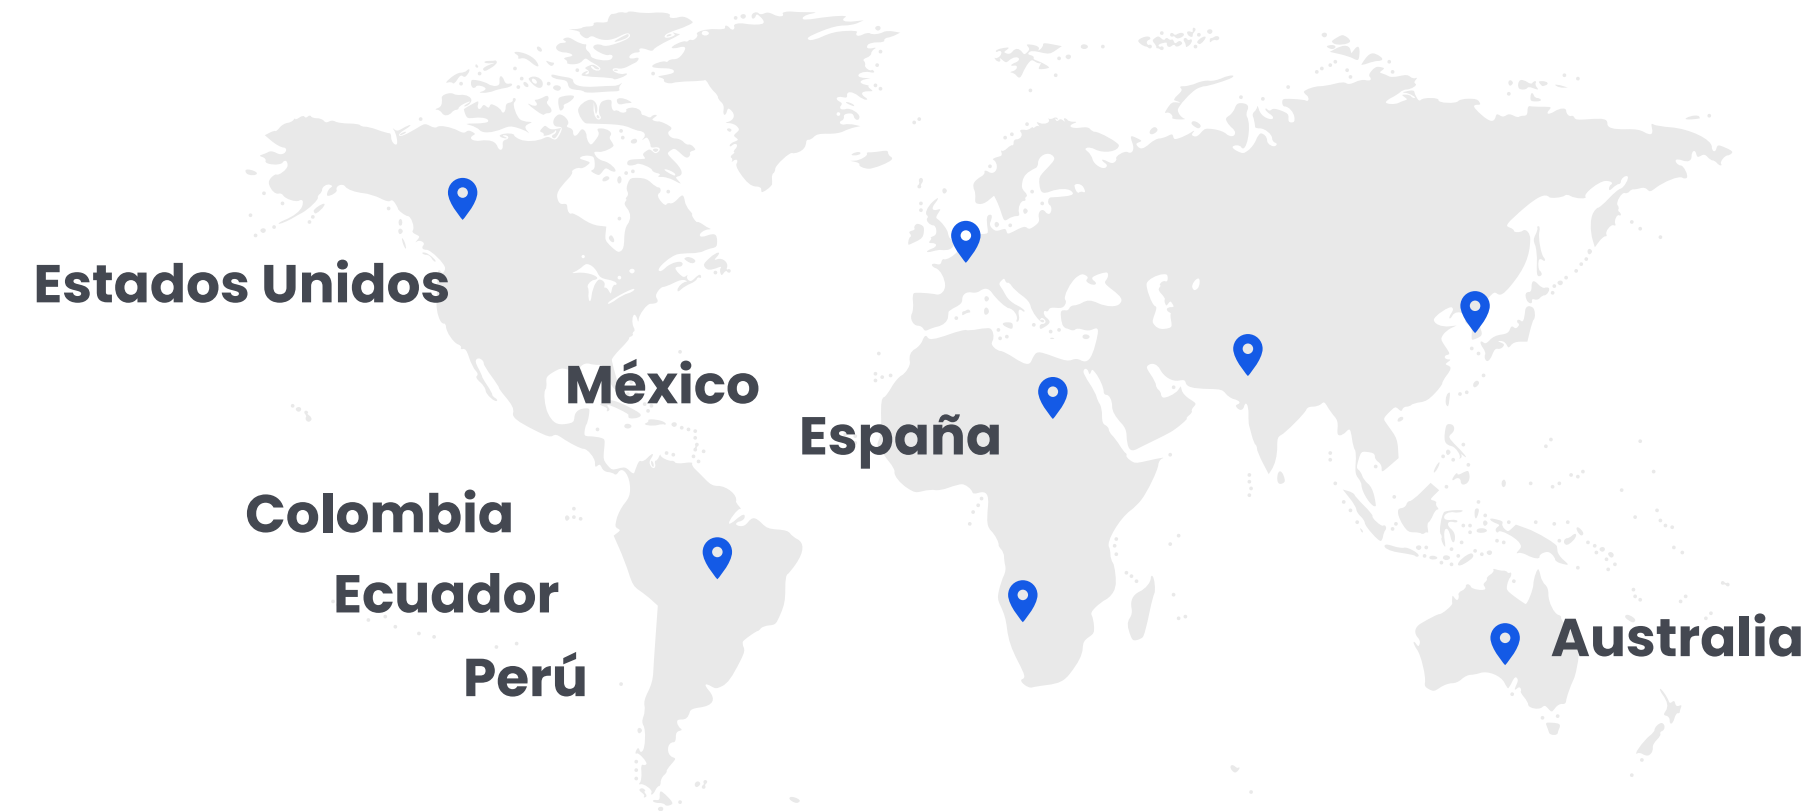 Estados Unidos
México
España
Colombia
Ecuador
Australia
Perú